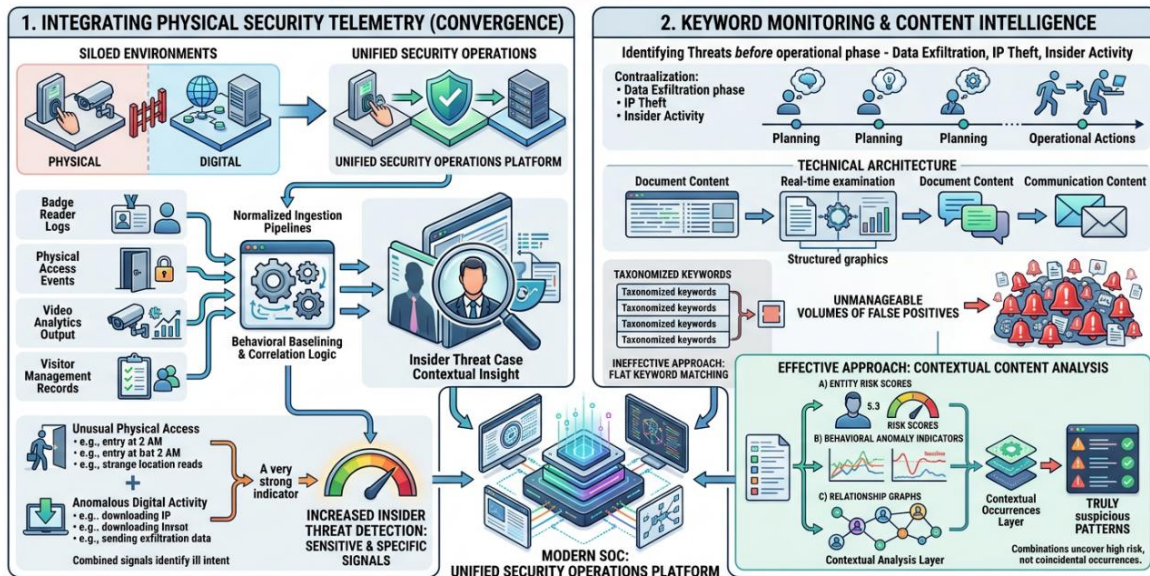 1. INTEGRATING PHYSICAL SECURITY TELEMETRY (CONVERGENCE)
SILOED ENVIRONMENTS
UNIFIED SECURITY OPERATIONS
PHYSICAL
DIGITAL
UNIFIED SECURITY OPERATIONS PLATFORM
Badge
Reader
Logs
Physical
Access
Events
Video
Analytics
Output
Visitor
Management
Records
Normalized Ingestion
Pipelines
Behavioral Baselining
& Correlation Logic
Insider Threat Case
Contextual Insight
Unusual Physical Access
• e.g., entry at 2 AM
• e.g., entry at bat 2 AM
• e.g., strange location reads
+
Anomalous Digital Activity
• e.g.. downloading IP
• e.g.. downloading Inrsot
• e.g., sending exfiltration data
Combined signals identify ill intent
A very
strong
indicator
INCREASED INSIDER
THREAT DETECTION:
SENSITIVE & SPECIFIC
SIGNALS
MODERN SOC:
UNIFIED SECURITY OPERATIONS PLATFORM
2. KEYWORD MONITORING & CONTENT INTELLIGENCE
Identifying Threats before operational phase - Data Exfiltration, IP Theft, Insider Activity
Contraalization:
• Data Exfiltration phase
• IP Theft
• Insider Activity
Planning
Planning
Planning
Operational Actions
TECHNICAL ARCHITECTURE
Document Content
Real-time examination
Document Content
Communication Content
Structured graphics
TAXONOMIZED KEYWORDS
Taxonomized keywords
Taxonomized keywords
Taxonomized keywords
Taxonomized keywords
INEFFECTIVE APPROACH:
FLAT KEYWORD MATCHING
UNMANAGEABLE
VOLUMES OF FALSE POSITIVES
EFFECTIVE APPROACH: CONTEXTUAL CONTENT ANALYSIS
A) ENTITY RISK SCORES
5.3
RISK SCORES
B) BEHAVIORAL ANOMALY INDICATORS
baseline
C) RELATIONSHIP GRAPHS
Contextual Analysis Layer
Contextual
Occurrences
Layer
TRULY
SUSPICIOUS
PATTERNS
Combinations uncover high risk,
not coincidental occurrences.